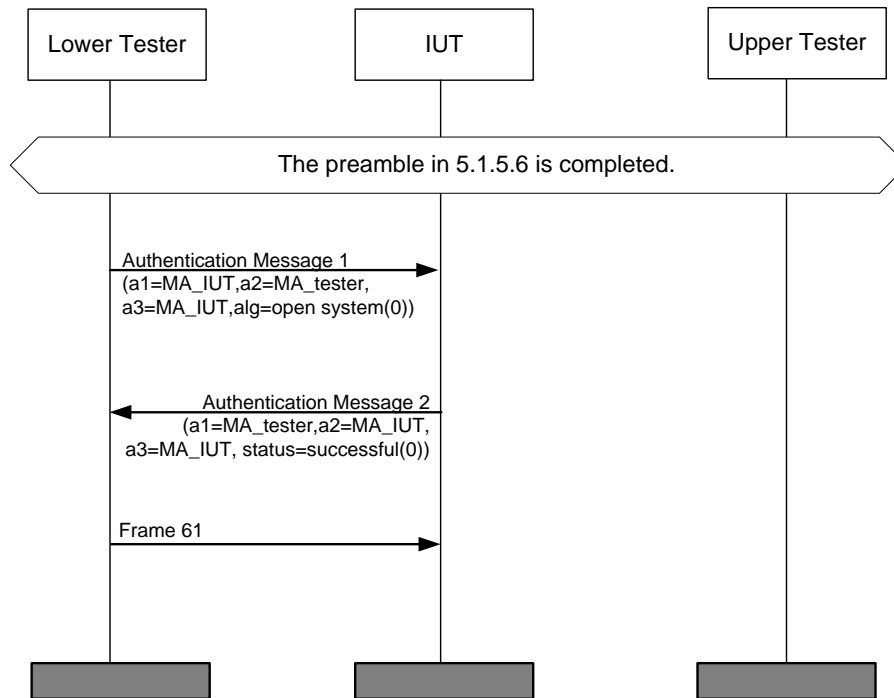 Lower Tester
IUT
Upper Tester
The preamble in 5.1.5.6 is completed.
Authentication Message 1
(a1=MA_IUT,a2=MA_tester,
a3=MA_IUT,alg=open system(0))
Authentication Message 2
(a1=MA_tester,a2=MA_IUT,
a3=MA_IUT, status=successful(0))
Frame 61